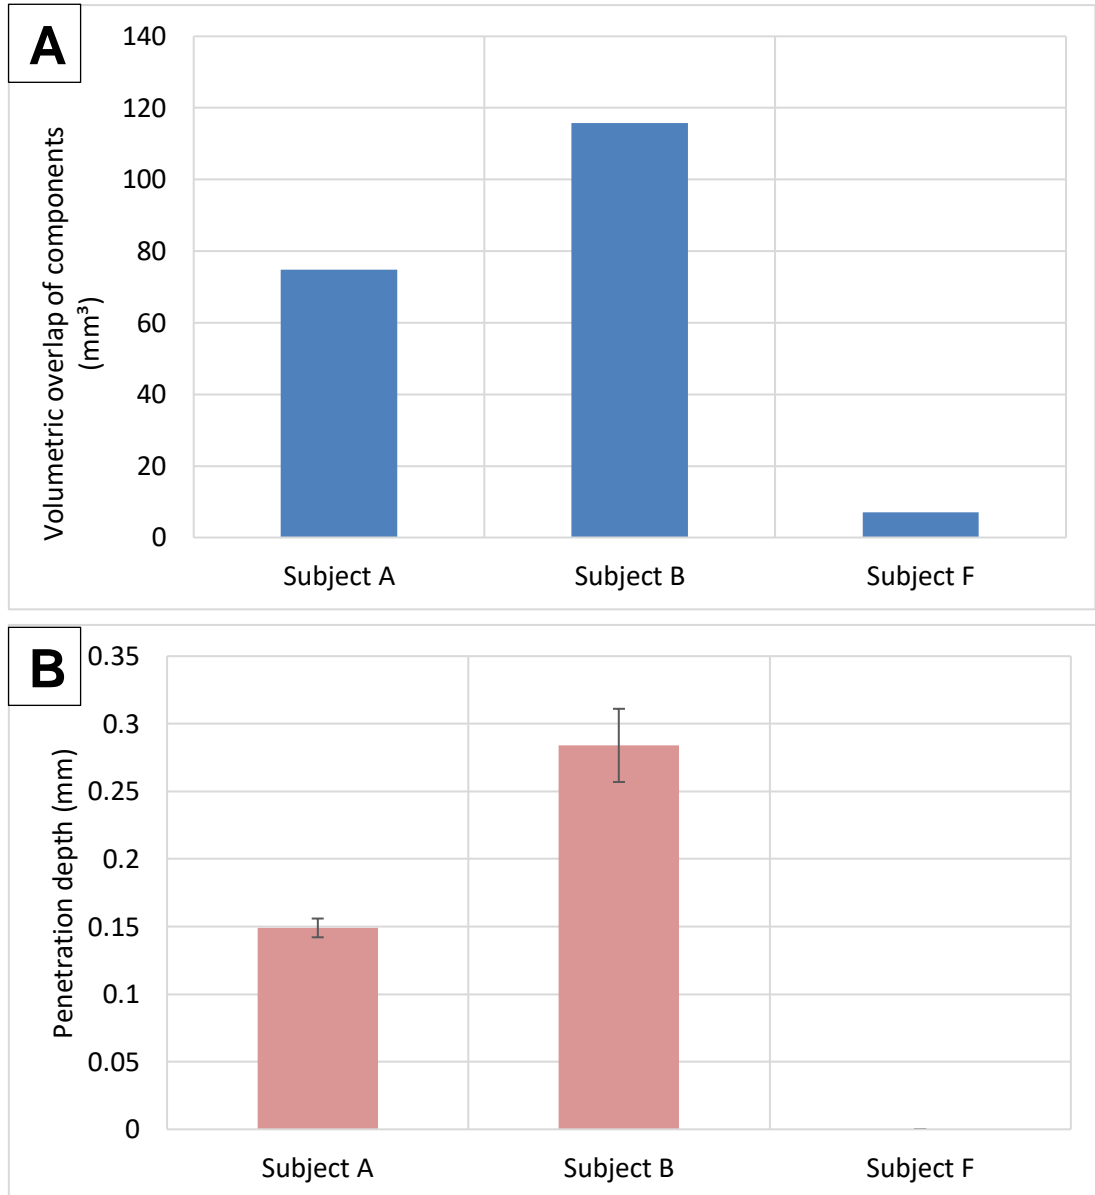 A
Volumetric overlap of components
(mm³)
140
120
100
80
60
40
20
0
Subject A Subject B Subject F
B
Penetration depth (mm)
0.35
0.3
0.25
0.2
0.15
0.1
0.05
0
Subject A Subject B Subject F